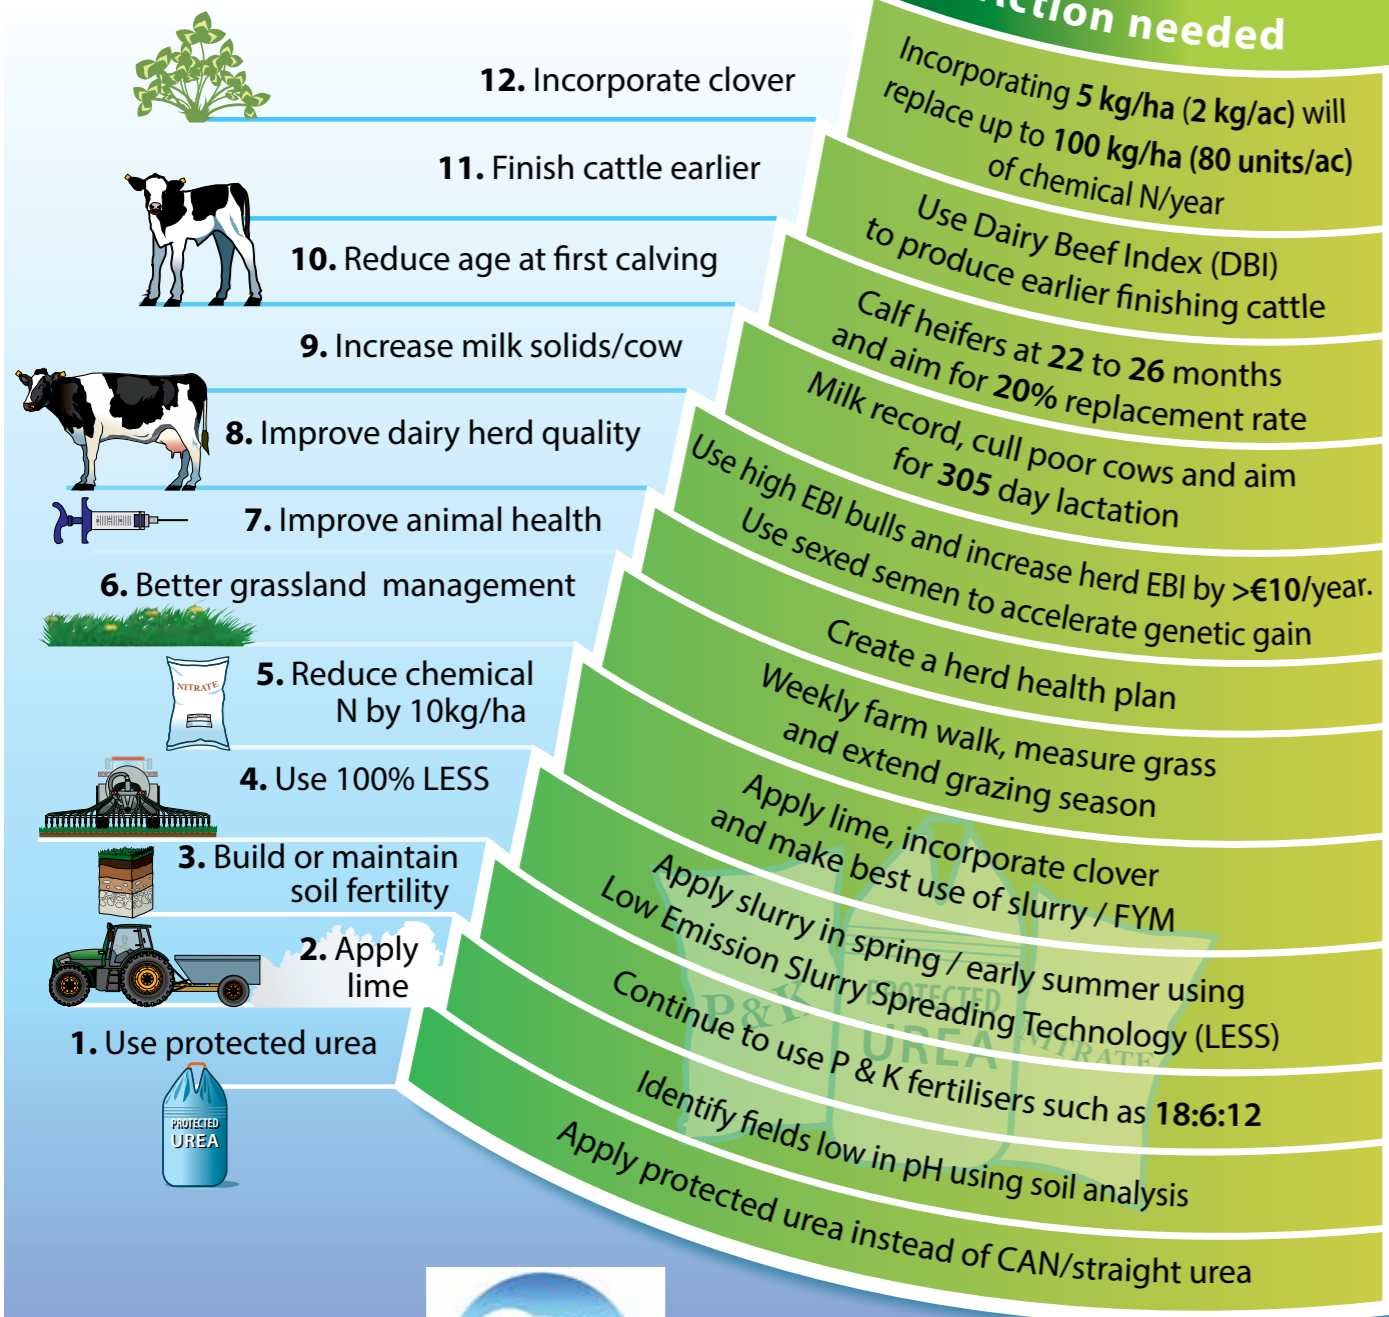 Action needed
12. Incorporate clover
Incorporating 5 kg/ha (2 kg/ac) will
replace up to 100 kg/ha (80 units/ac)
of chemical N/year
11. Finish cattle earlier
Use Dairy Beef Index (DBI)
to produce earlier finishing cattle
10. Reduce age at first calving
Calf heifers at 22 to 26 months
and aim for 20% replacement rate
9. Increase milk solids/cow
Milk record, cull poor cows and aim
for 305 day lactation
8. Improve dairy herd quality
Use high EBI bulls and increase herd EBI by >€10/year.
Use sexed semen to accelerate genetic gain
7. Improve animal health
Create a herd health plan
6. Better grassland management
Weekly farm walk, measure grass
and extend grazing season
5. Reduce chemical
N by 10kg/ha
NITRATE
Apply lime, incorporate clover
and make best use of slurry / FYM
4. Use 100% LESS
Apply slurry in spring / early summer using
Low Emission Slurry Spreading Technology (LESS)
3. Build or maintain
soil fertility
Continue to use P & K fertilisers such as 18:6:12
2. Apply
lime
Identify fields low in pH using soil analysis
1. Use protected urea
Apply protected urea instead of CAN/straight urea
PROTECTED
UREA
P&K
PROTECTED
UREA
NITRATE